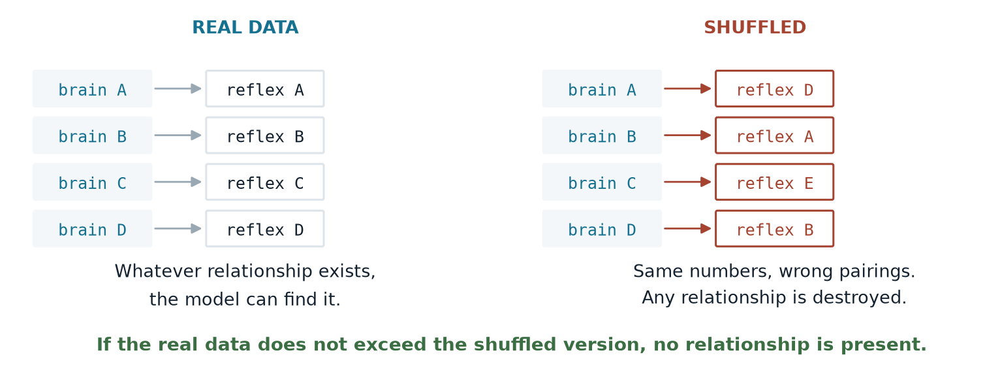 REAL DATA
brain A
reflex A
brain B
reflex B
brain C
reflex C
brain D
reflex D
Whatever relationship exists,
the model can find it.
SHUFFLED
brain A
reflex D
brain B
reflex A
brain C
reflex E
brain D
reflex B
Same numbers, wrong pairings.
Any relationship is destroyed.
If the real data does not exceed the shuffled version, no relationship is present.